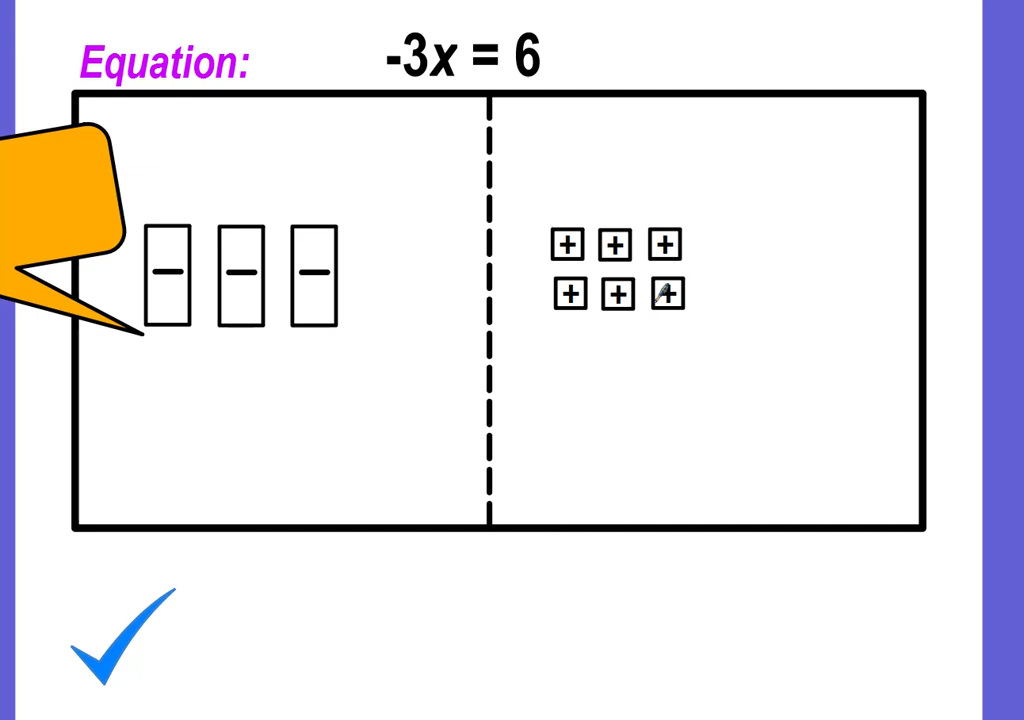 Equation: -3x = 6
− − − + + +
+ + +